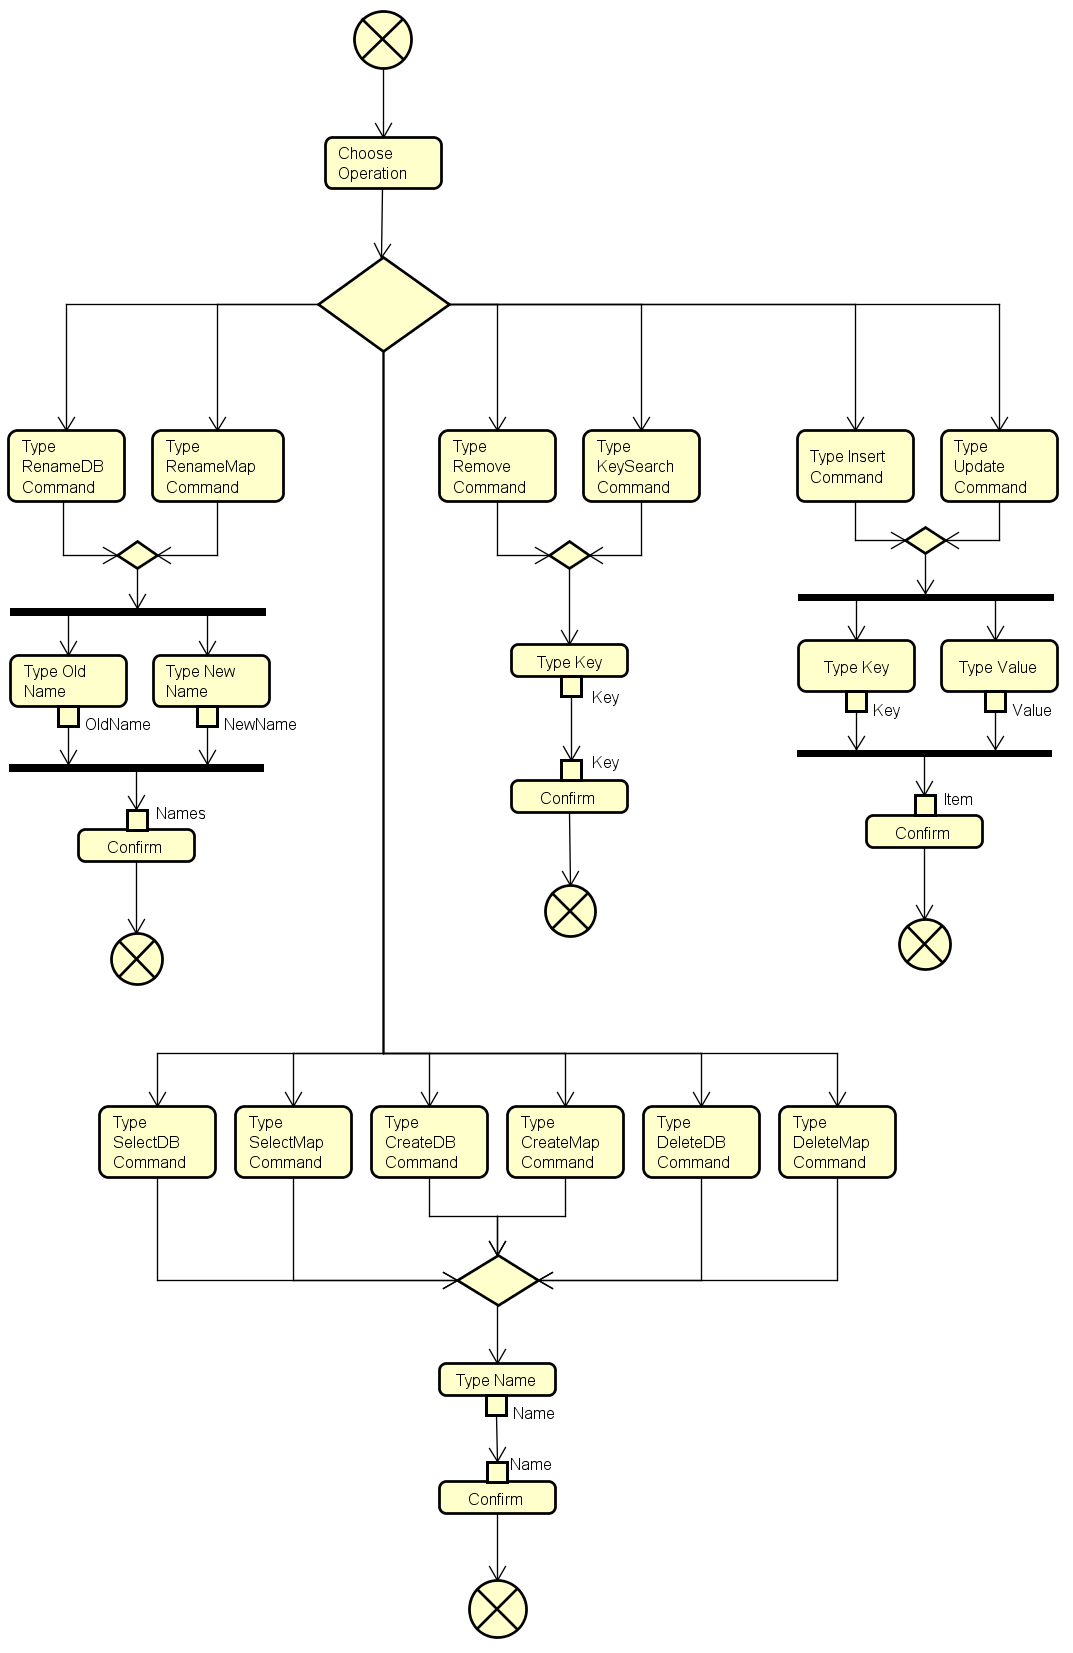 Choose
Operation
Type
RenameDB
Command
Type
RenameMap
Command
Type
Remove
Command
Type
KeySearch
Command
Type Insert
Command
Type
Update
Command
Type Old
Name
Type New
Name
OldName
NewName
Names
Confirm
Type Key
Key
Key
Confirm
Type Key
Type Value
Key
Value
Item
Confirm
Type
SelectDB
Command
Type
SelectMap
Command
Type
CreateDB
Command
Type
CreateMap
Command
Type
DeleteDB
Command
Type
DeleteMap
Command
Type Name
Name
Name
Confirm